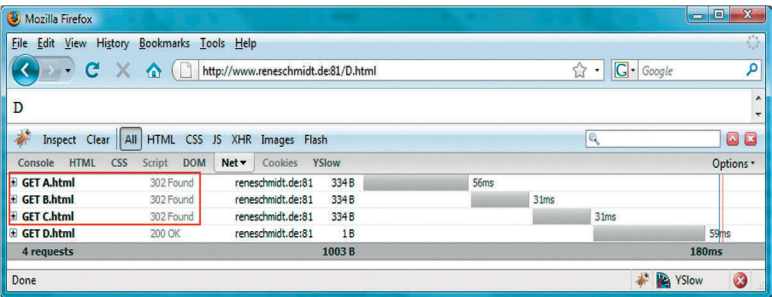 Mozilla Firefox
File Edit View History Bookmarks Tools Help
http://www.reneschmidt.de:81/D.html
G Google
D
Inspect Clear All HTML CSS JS XHR Images Flash
Console HTML CSS Script DOM Net Cookies YSlow Options
GET A.html 302 Found reneschmidt.de:81 334 B 56ms
GET B.html 302 Found reneschmidt.de:81 334 B 31ms
GET C.html 302 Found reneschmidt.de:81 334 B 31ms
GET D.html 200 OK reneschmidt.de:81 1 B 59ms
4 requests 1003 B 180ms
Done YSlow